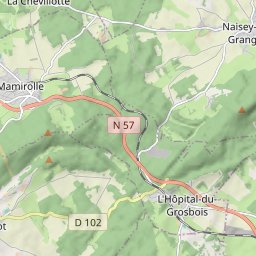 La Chevillotte
Naisey-
Grang
Mamirolle
N 57
L'Hôpital-du-
Grosbois
D 102
ot